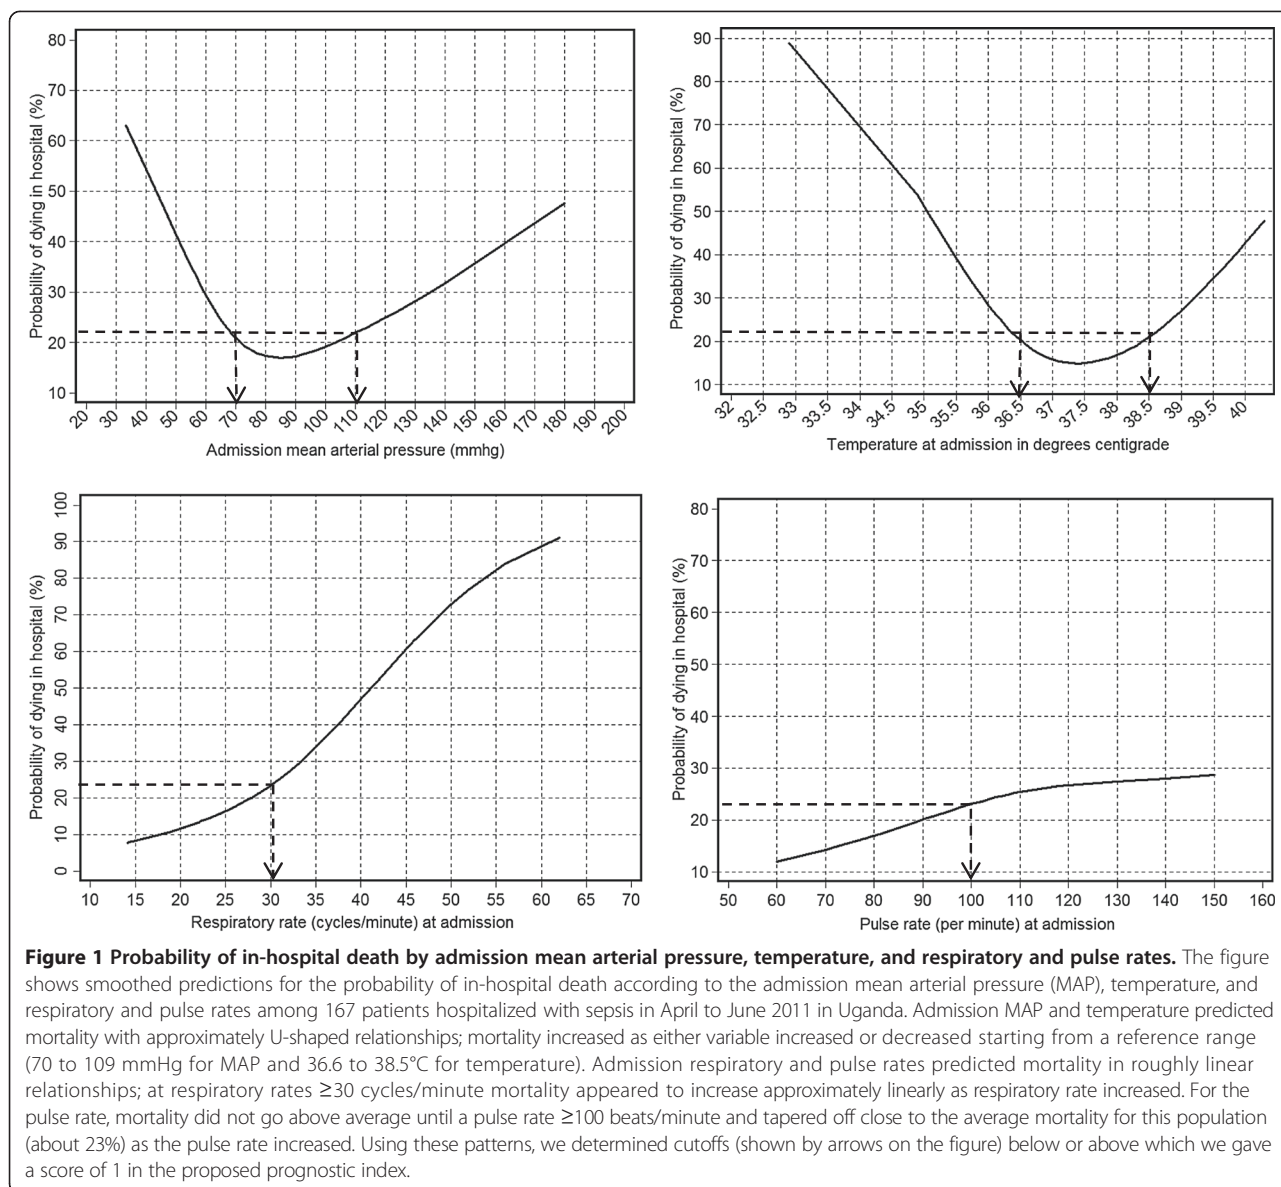 80
70
60
50
40
30
20
10
Probability of dying in hospital (%)
20 30 40 50 60 70 80 90 100 110 120 130 140 150 160 170 180 190 200
Admission mean arterial pressure (mmhg)
90
80
70
60
50
40
30
20
10
Probability of dying in hospital (%)
32 32.5 33 33.5 34 34.5 35 35.5 36 36.5 37 37.5 38 38.5 39 39.5 40
Temperature at admission in degrees centigrade
100
90
80
70
60
50
40
30
20
10
0
Probability of dying in hospital (%)
10 15 20 25 30 35 40 45 50 55 60 65 70
Respiratory rate (cycles/minute) at admission
80
70
60
50
40
30
20
10
Probability of dying in hospital (%)
50 60 70 80 90 100 110 120 130 140 150 160
Pulse rate (per minute) at admission
Figure 1 Probability of in-hospital death by admission mean arterial pressure, temperature, and respiratory and pulse rates. The figure
shows smoothed predictions for the probability of in-hospital death according to the admission mean arterial pressure (MAP), temperature, and
respiratory and pulse rates among 167 patients hospitalized with sepsis in April to June 2011 in Uganda. Admission MAP and temperature predicted
mortality with approximately U-shaped relationships; mortality increased as either variable increased or decreased starting from a reference range
(70 to 109 mmHg for MAP and 36.6 to 38.5°C for temperature). Admission respiratory and pulse rates predicted mortality in roughly linear
relationships; at respiratory rates ≥30 cycles/minute mortality appeared to increase approximately linearly as respiratory rate increased. For the
pulse rate, mortality did not go above average until a pulse rate ≥100 beats/minute and tapered off close to the average mortality for this population
(about 23%) as the pulse rate increased. Using these patterns, we determined cutoffs (shown by arrows on the figure) below or above which we gave
a score of 1 in the proposed prognostic index.